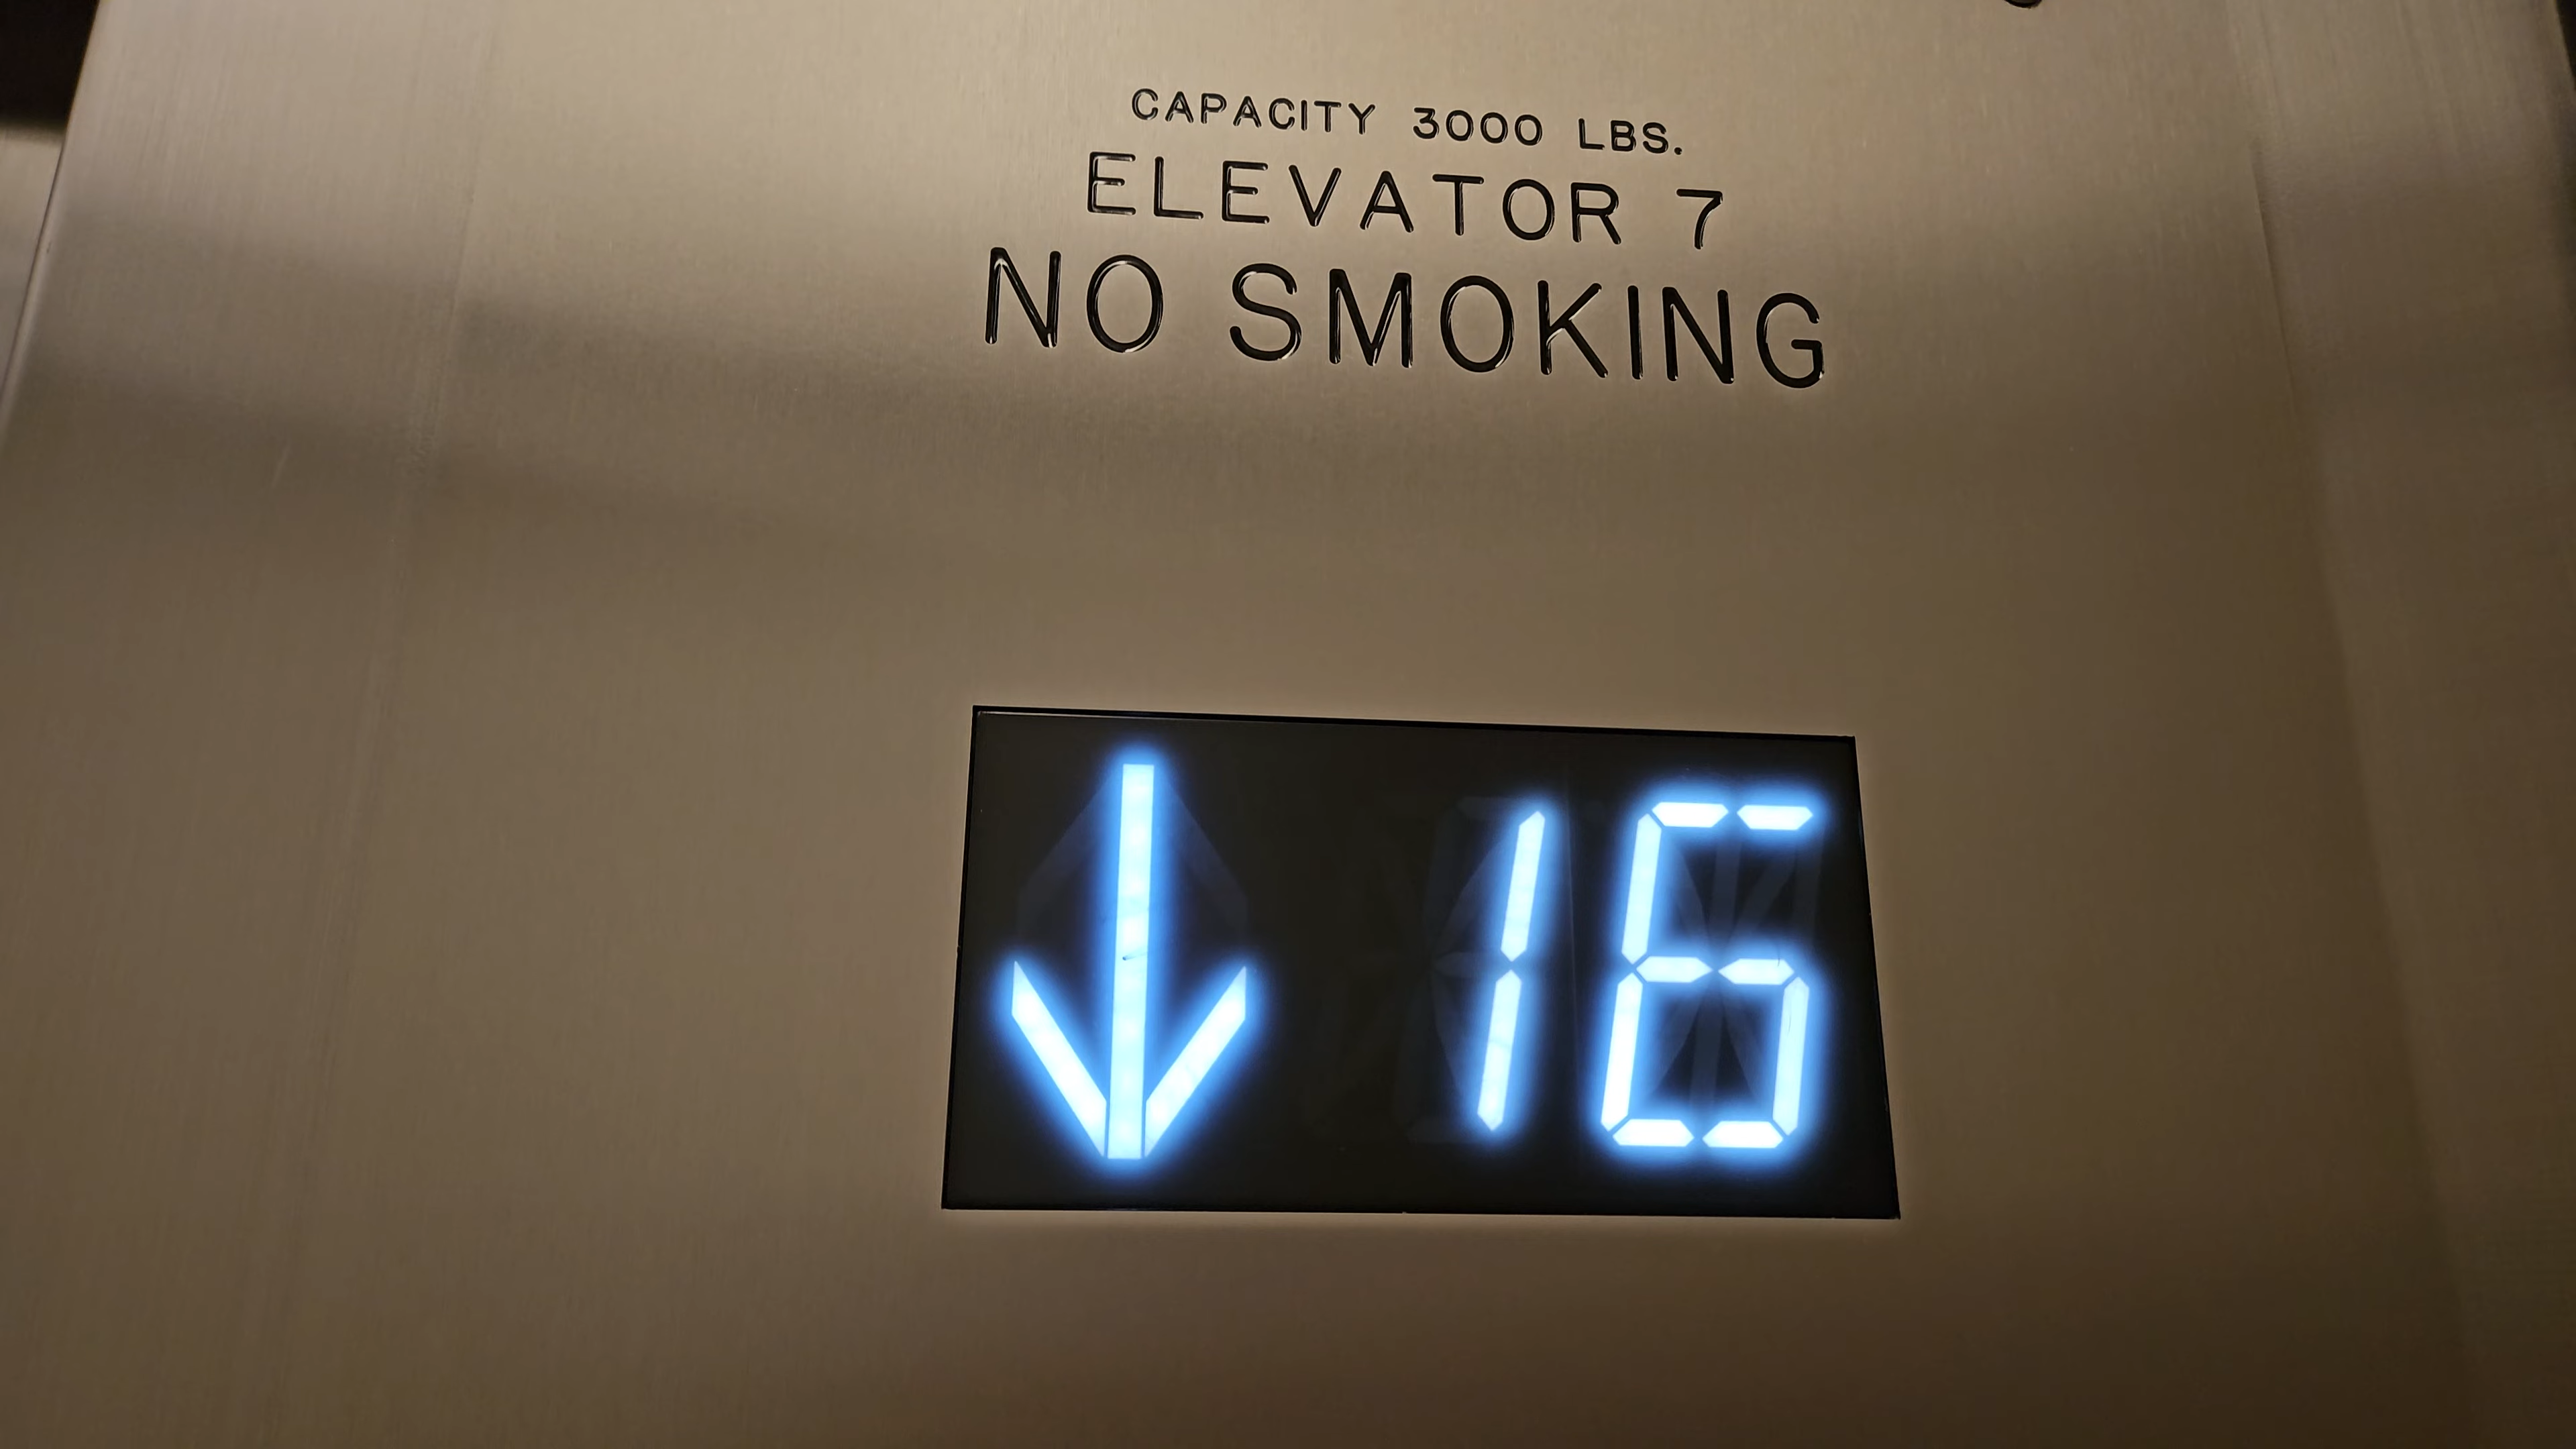 CAPACITY 3000 LBS.
ELEVATOR 7
NO SMOKING
↓ 16